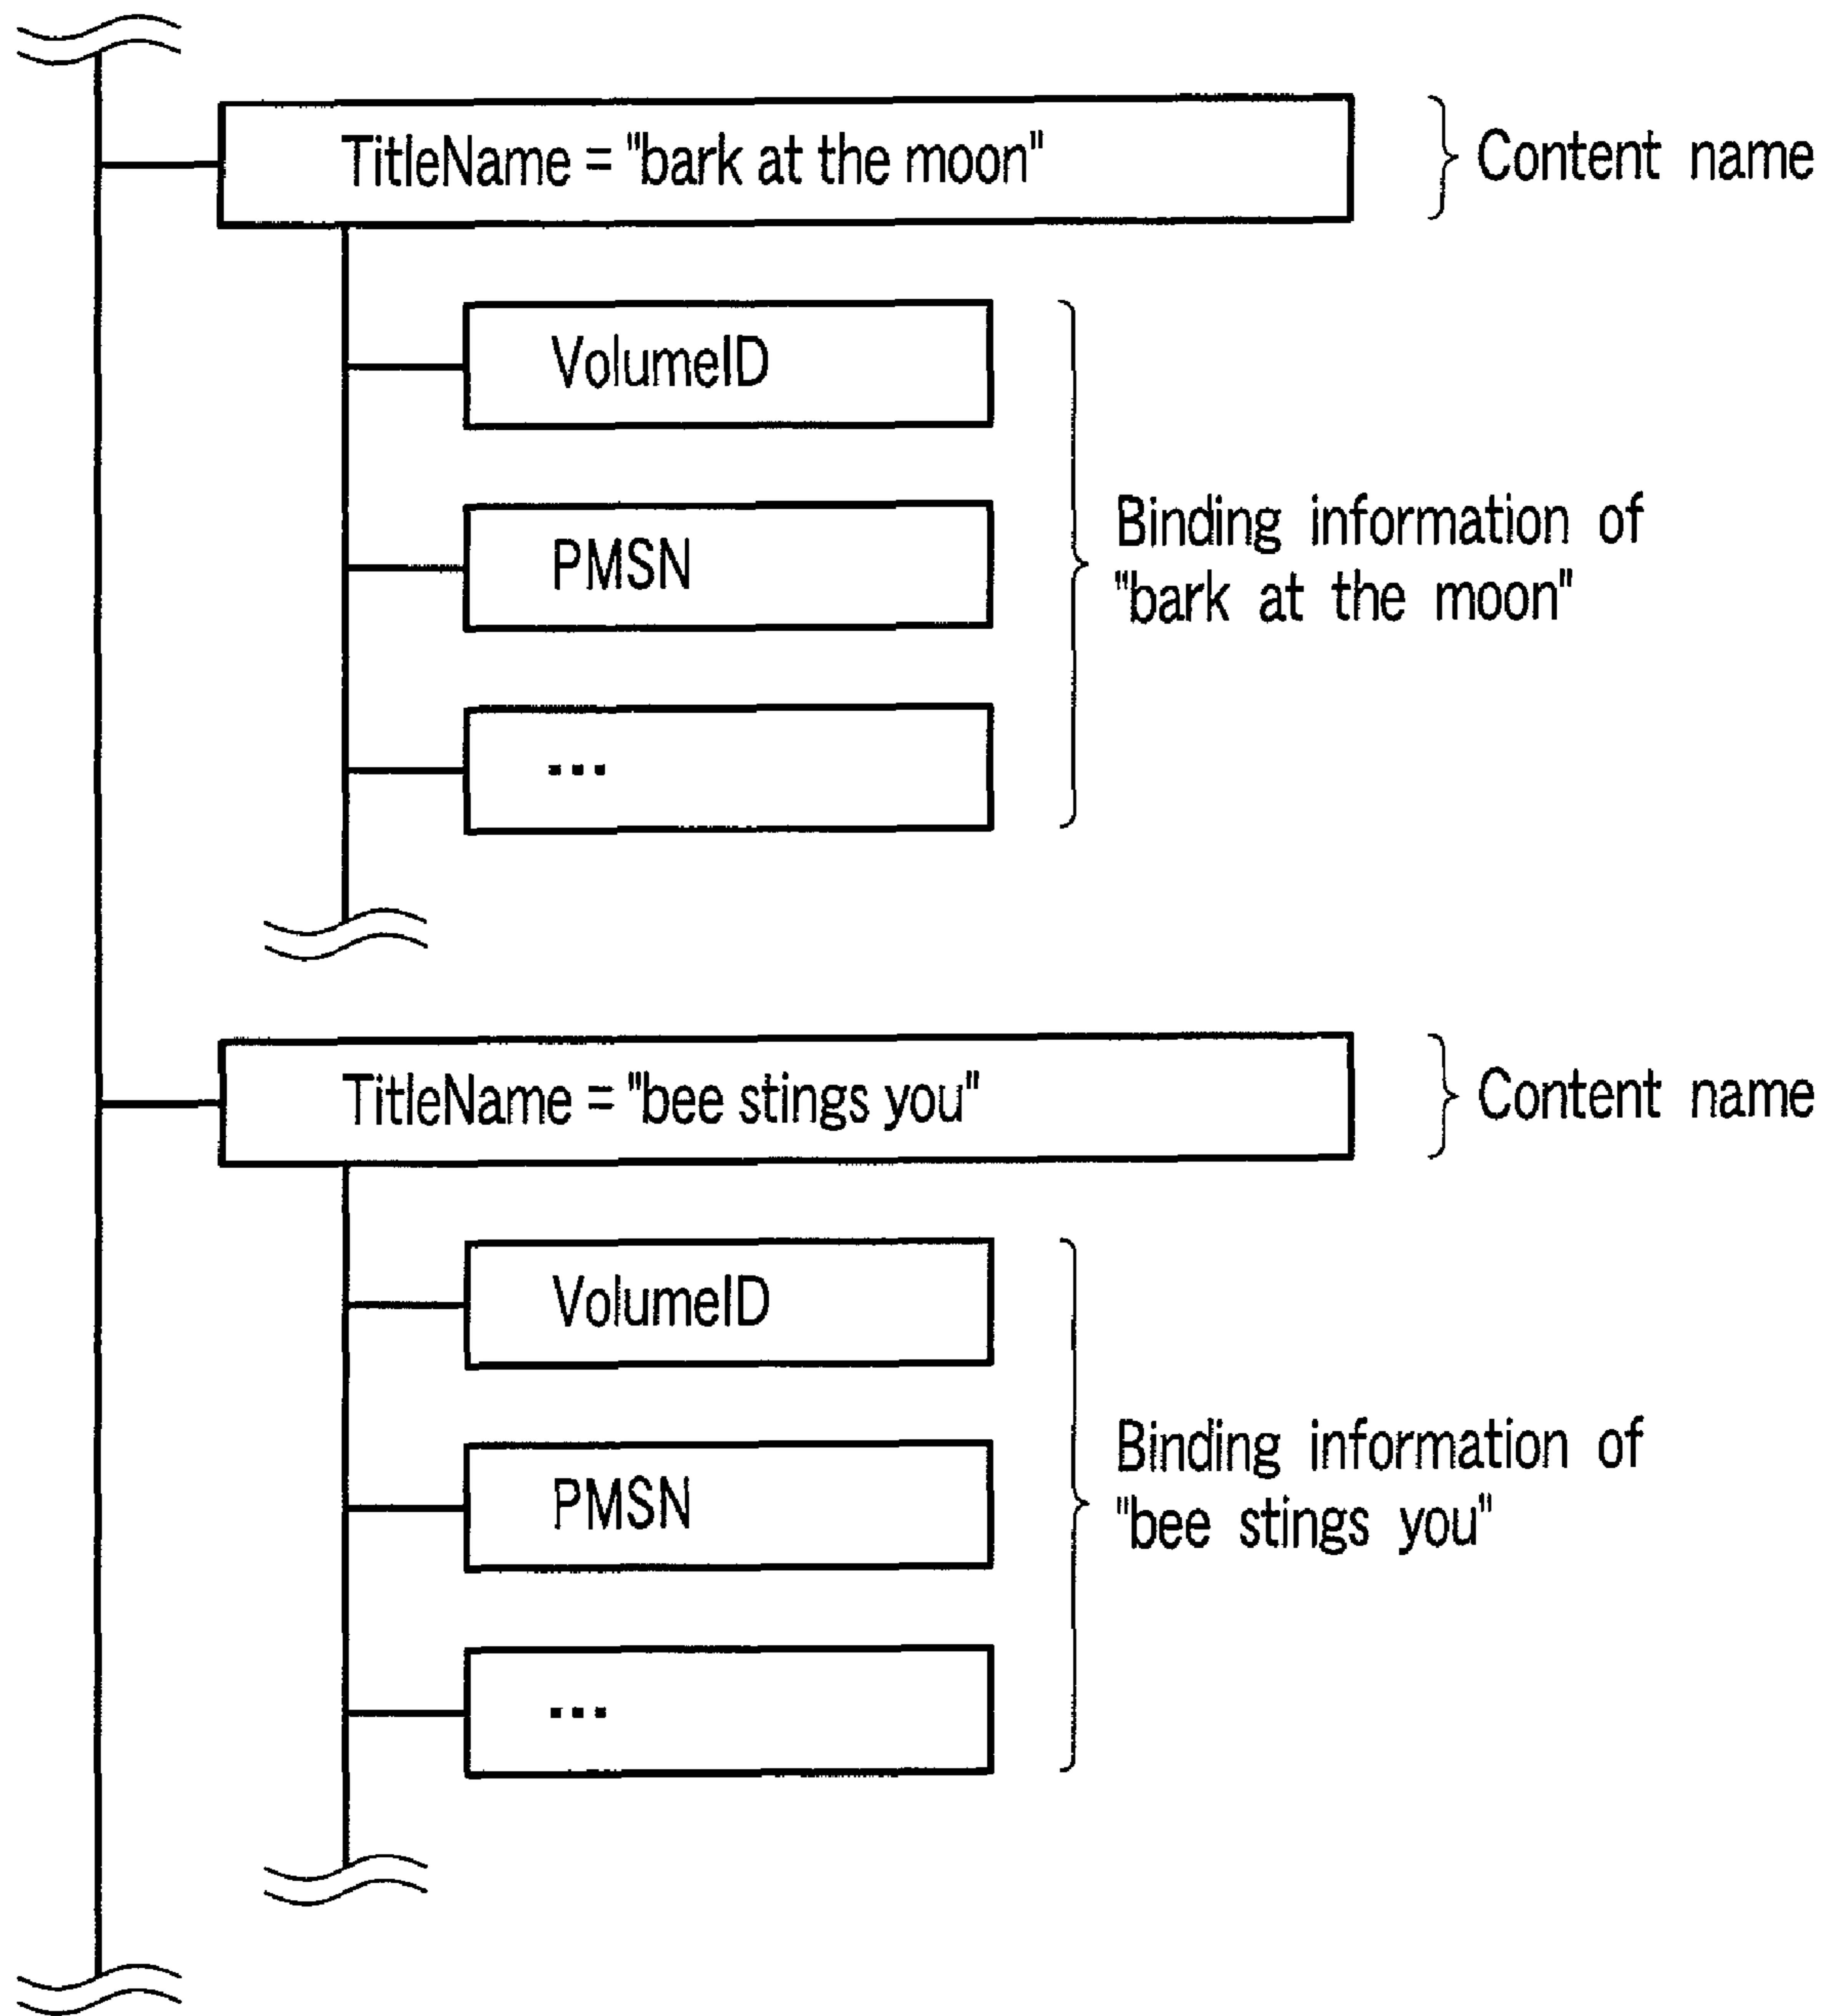 TitleName = "bark at the moon"
Content name
VolumeID
PMSN
Binding information of
"bark at the moon"
...
TitleName = "bee stings you"
Content name
VolumeID
PMSN
Binding information of
"bee stings you"
...